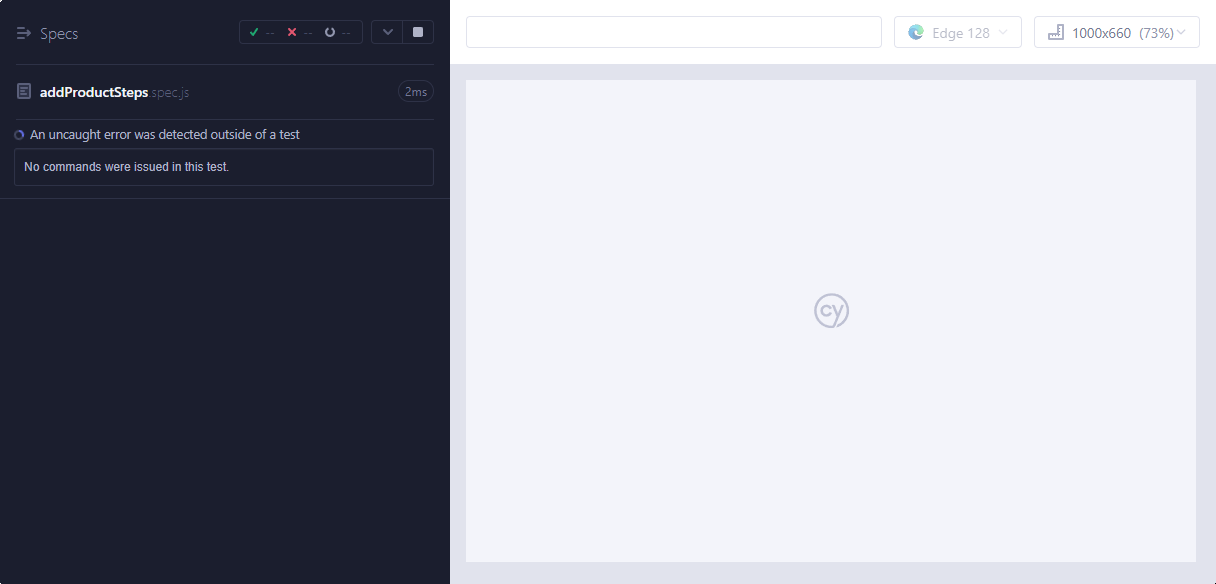 Specs
-- -- --
Edge 128
1000x660 (73%)
addProductSteps.spec.js
2ms
An uncaught error was detected outside of a test
No commands were issued in this test.
cy